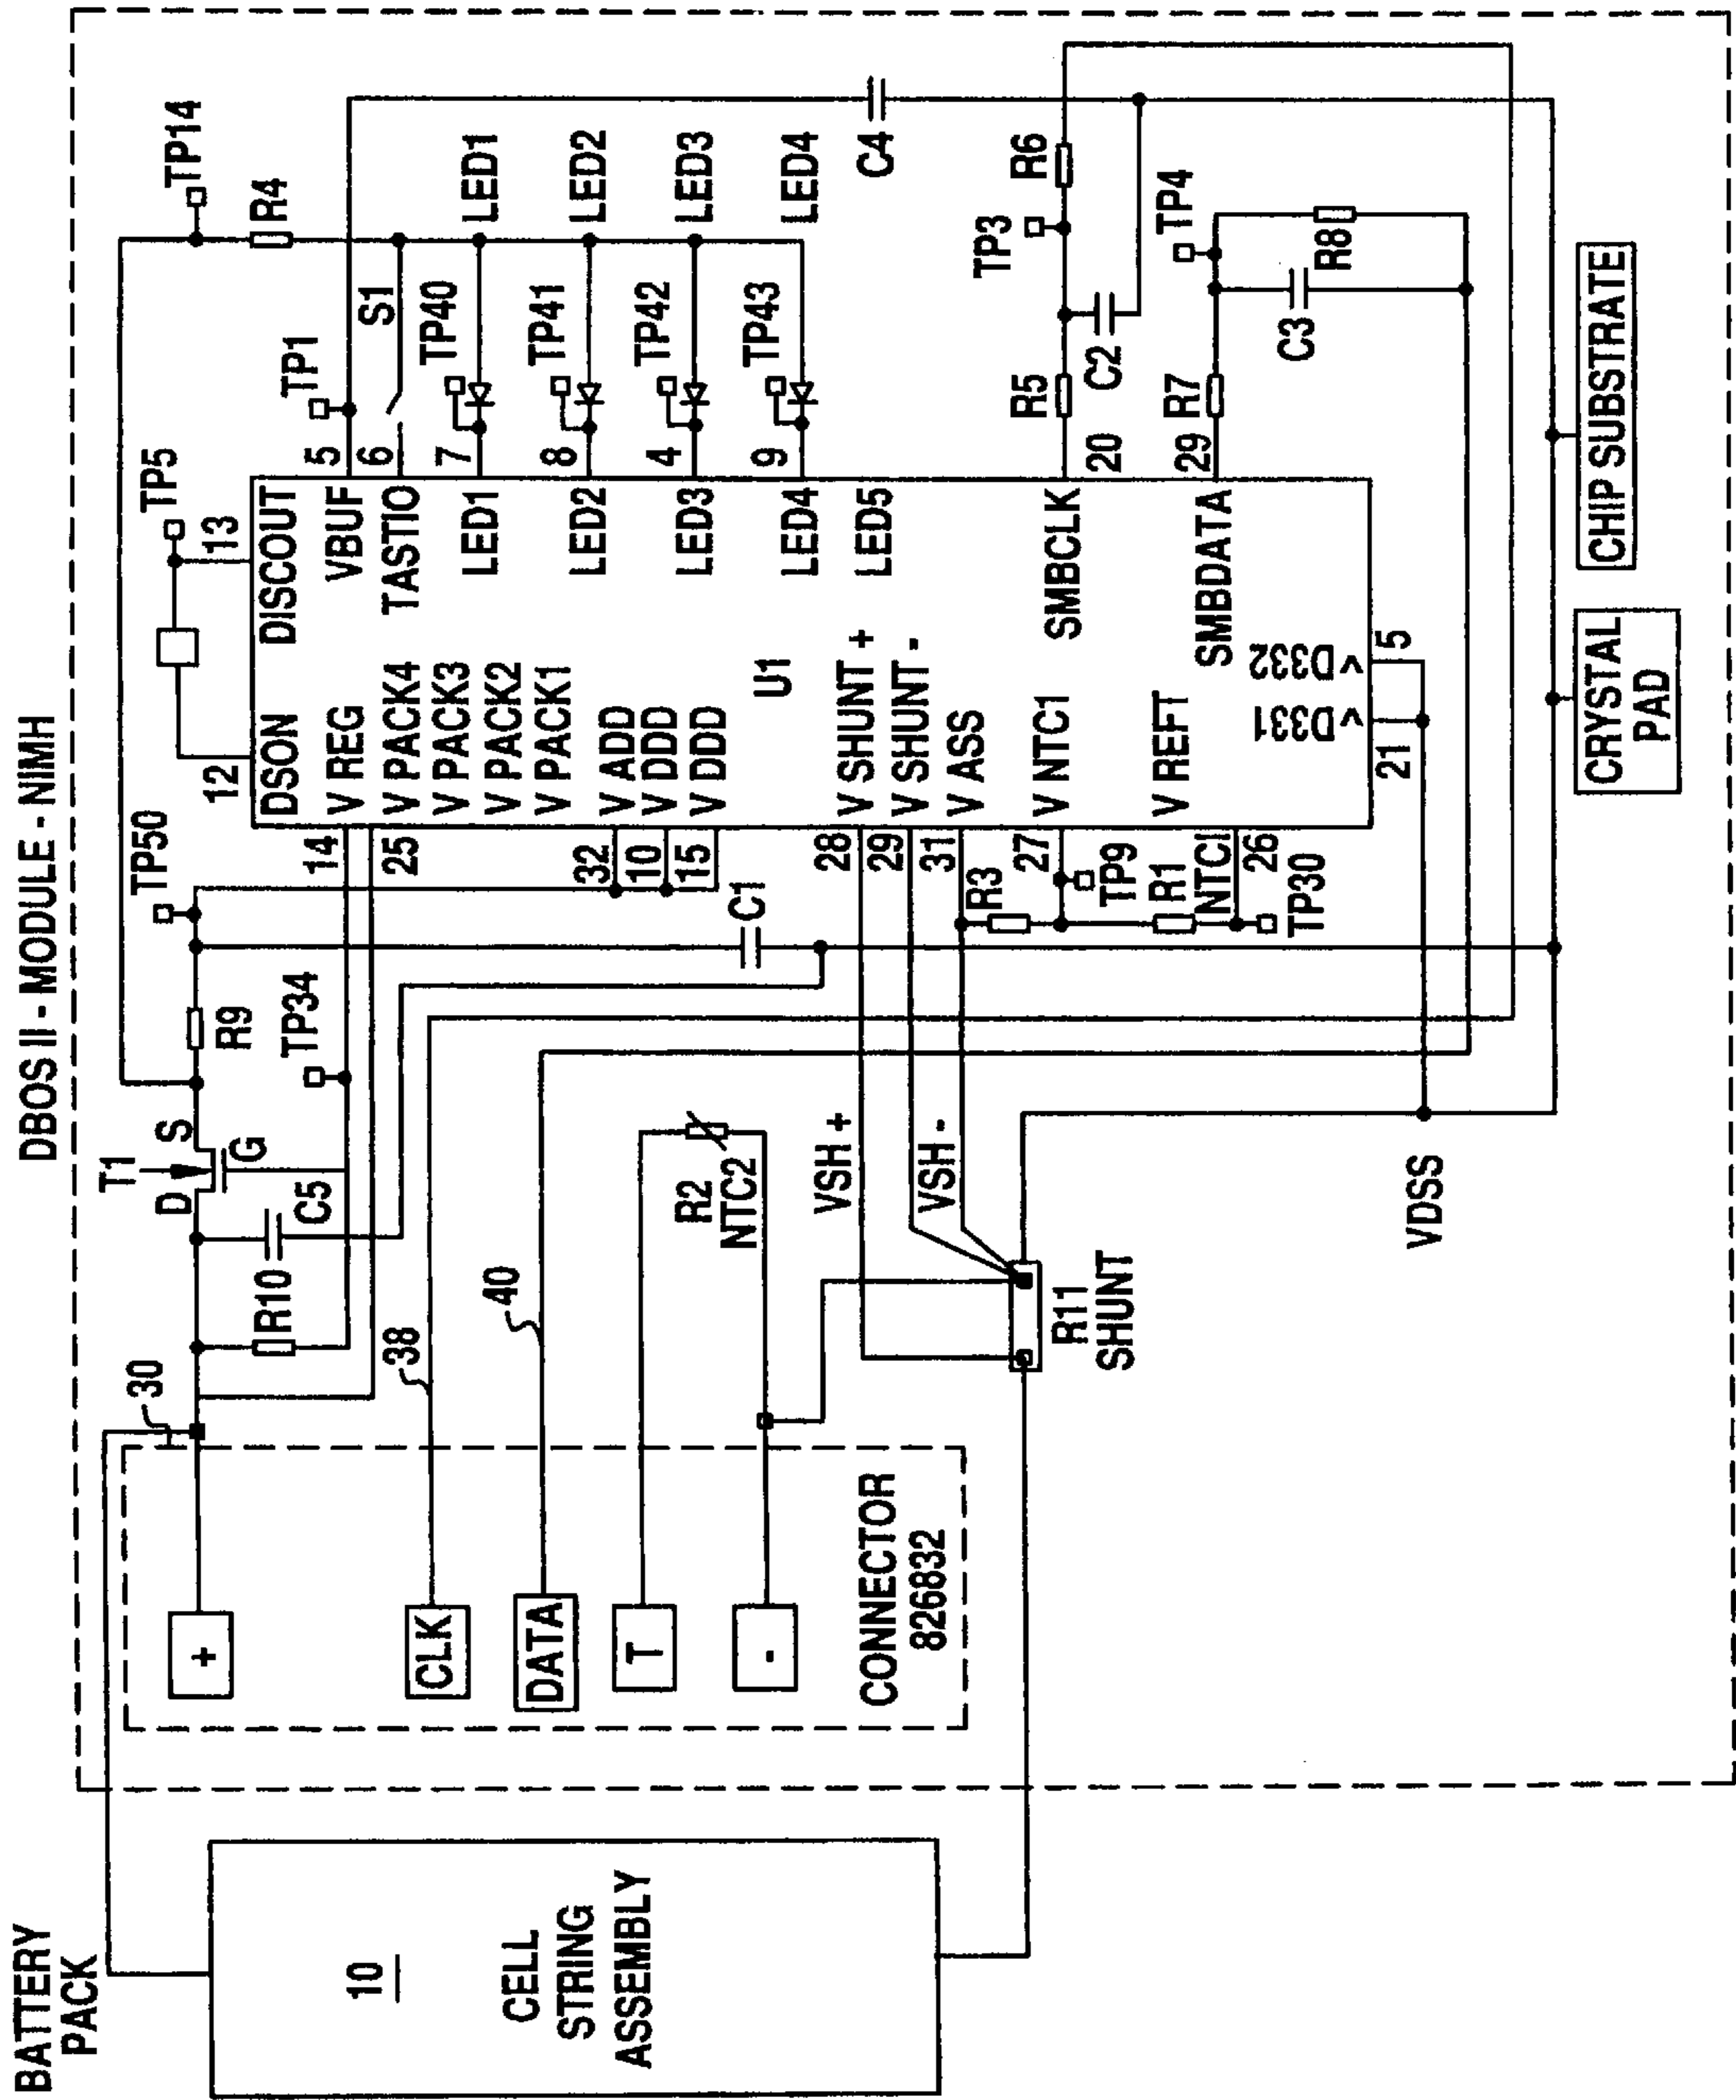 DBOS II - MODULE - NIMH
BATTERY
PACK
10
CELL
STRING
ASSEMBLY
30
+
CLK
DATA
T
-
CONNECTOR
826832
38
40
R10
C5
T1
D
S
G
R9
TP34
TP50
C1
R2
NTC2
VSH +
VSH -
R11
SHUNT
VDSS
12
14
25
32
10
15
28
29
31
27
26
R3
TP9
R1
NTCI
TP30
DSON
V REG
V PACK4
V PACK3
V PACK2
V PACK1
V ADD
V DDD
V DDD
V SHUNT +
V SHUNT -
V ASS
V NTC1
V REFT
U1
V D331
V D332
21
5
DISCOUT
VBUF
TASTIO
LED1
LED2
LED3
LED4
LED5
SMBCLK
SMBDATA
13
5
6
7
8
4
9
20
29
TP5
TP1
S1
TP14
R4
TP40
TP41
TP42
TP43
LED1
LED2
LED3
LED4
C4
R5
TP3
R6
C2
R7
TP4
C3
R8
CRYSTAL
PAD
CHIP SUBSTRATE